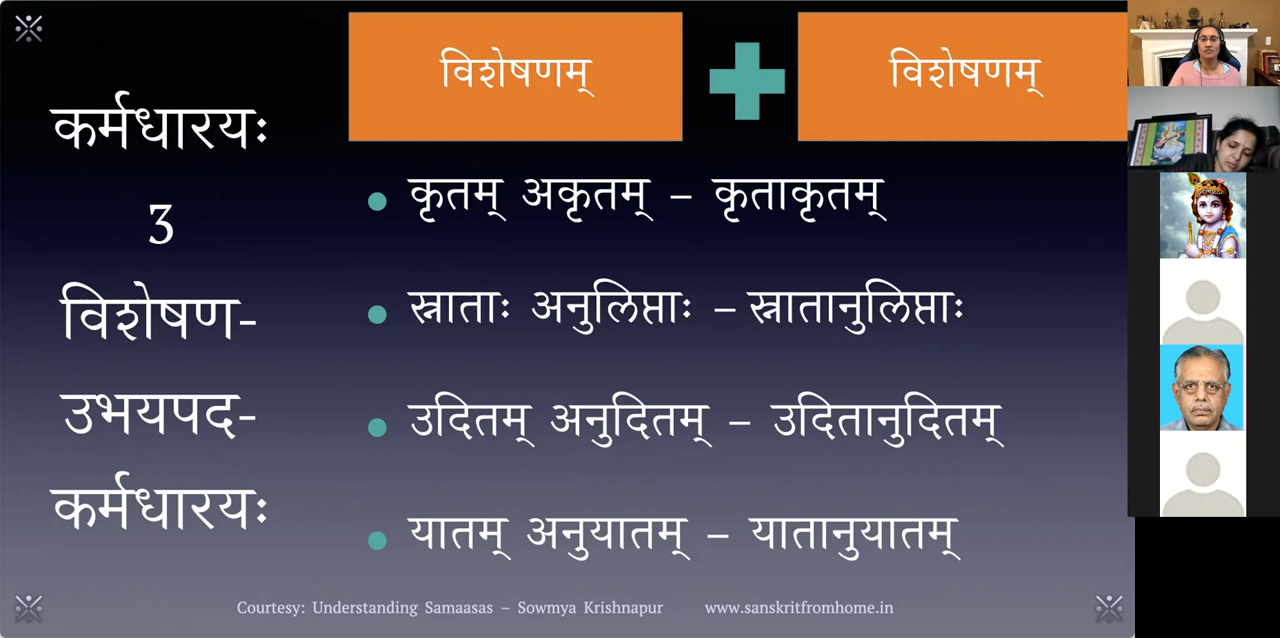 कर्मधारयः
3
विशेषण-
उभयपद-
कर्मधारयः
विशेषणम् + विशेषणम्
• कृतम् अकृतम् – कृताकृतम्
• स्नाताः अनुलिप्ताः – स्नातानुलिप्ताः
• उदितम् अनुदितम् – उदितानुदितम्
• यातम् अनुयातम् – यातानुयातम्
Courtesy: Understanding Samaasas – Sowmya Krishnapur www.sanskritfromhome.in